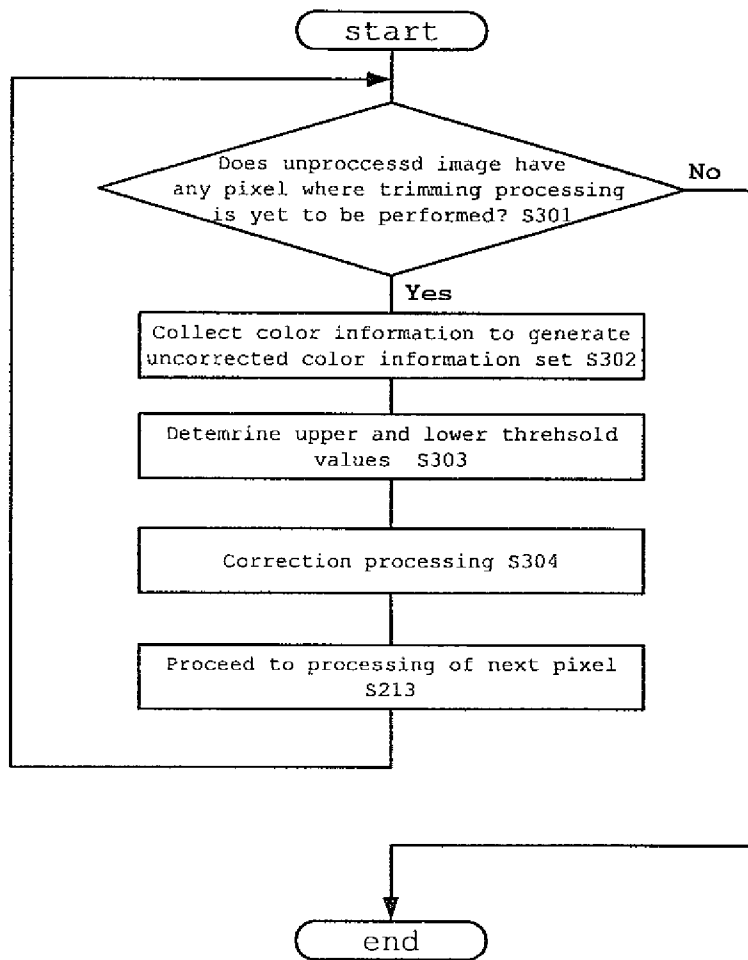 start
Does unproccessd image have
any pixel where trimming processing
is yet to be performed? S301
No
Yes
Collect color information to generate
uncorrected color information set S302
Detemrine upper and lower threhsold
values S303
Correction processing S304
Proceed to processing of next pixel
S213
end